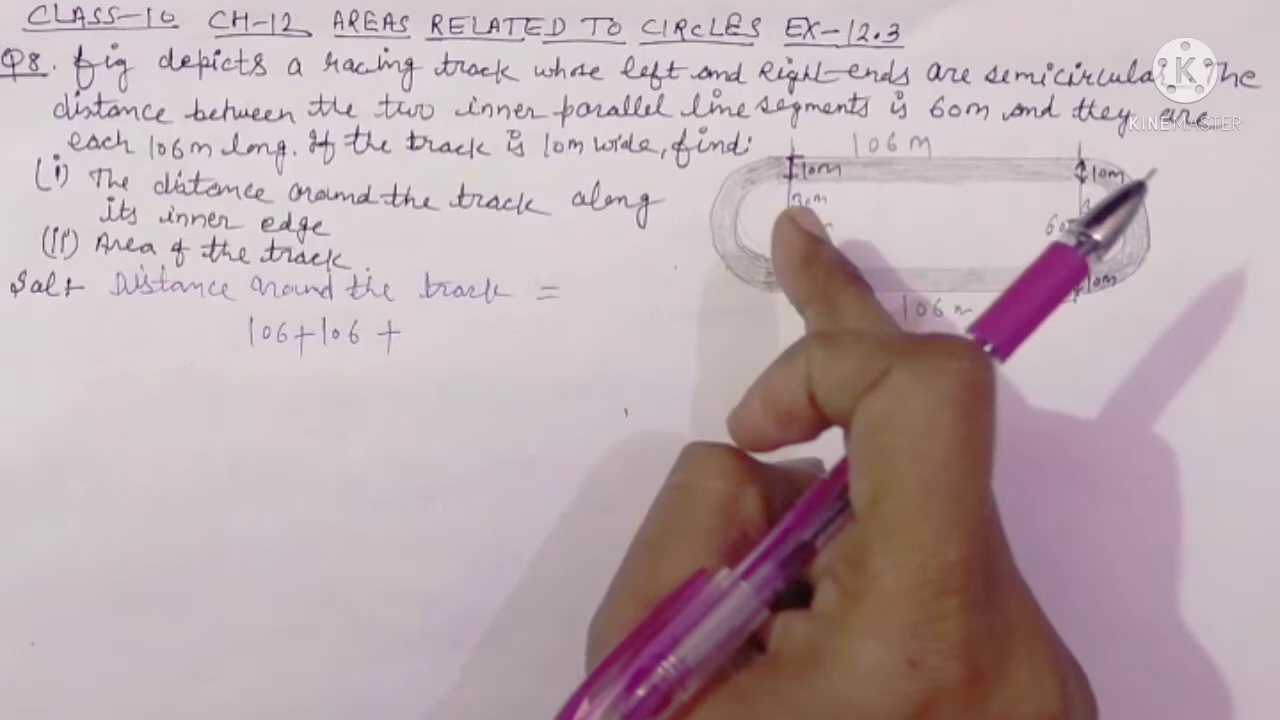 CLASS-10 CH-12 AREAS RELATED TO CIRCLES EX-12.3
Q8. fig depicts a racing track whose left and Right ends are semicircular The
distance between the two inner parallel line segments is 60m and they are
each 106m long. If the track is 10m wide, find:
106m
(i) The distance around the track along
its inner edge
10m
10m
30m
60
(ii) Area of the track
10m
106m
Sol+ Distance around the track =
106+106 +
K
KINEMASTER